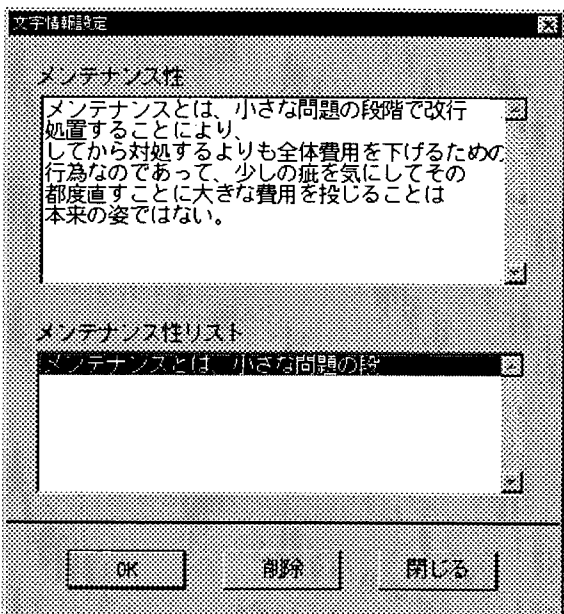 文字情報設定
メンテナンス性
メンテナンスとは、小さな問題の段階で改行
処置することにより、
してから対処するよりも全体費用を下げるための
行為なのであって、少しの疵を気にしてその
都度直すことに大きな費用を投じることは
本来の姿ではない。
メンテナンス性リスト
メンテナンスとは、小さな問題の段
OK 削除 閉じる